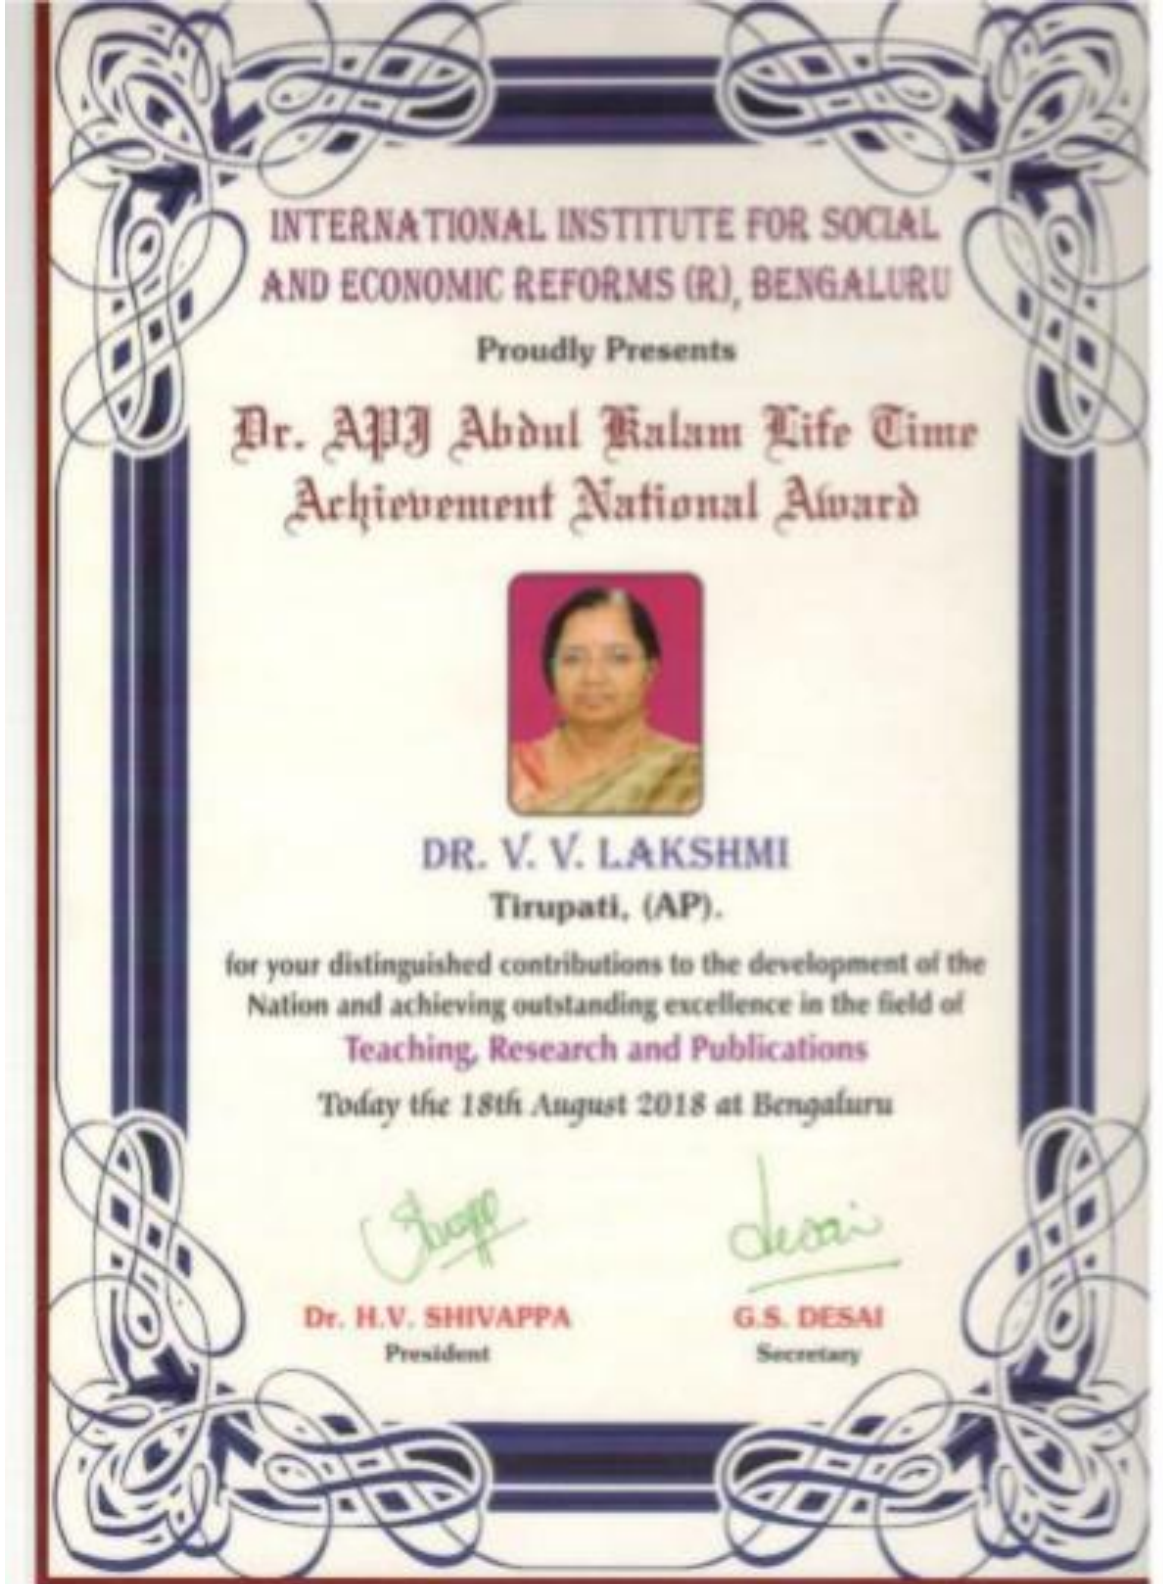 INTERNATIONAL INSTITUTE FOR SOCIAL
AND ECONOMIC REFORMS (R), BENGALURU
Proudly Presents
Dr. APJ Abdul Kalam Life Time
Achievement National Award
DR. V. V. LAKSHMI
Tirupati, (AP).
for your distinguished contributions to the development of the
Nation and achieving outstanding excellence in the field of
Teaching, Research and Publications
Today the 18th August 2018 at Bengaluru
desai
Dr. H.V. SHIVAPPA
G.S. DESAI
President
Secretary